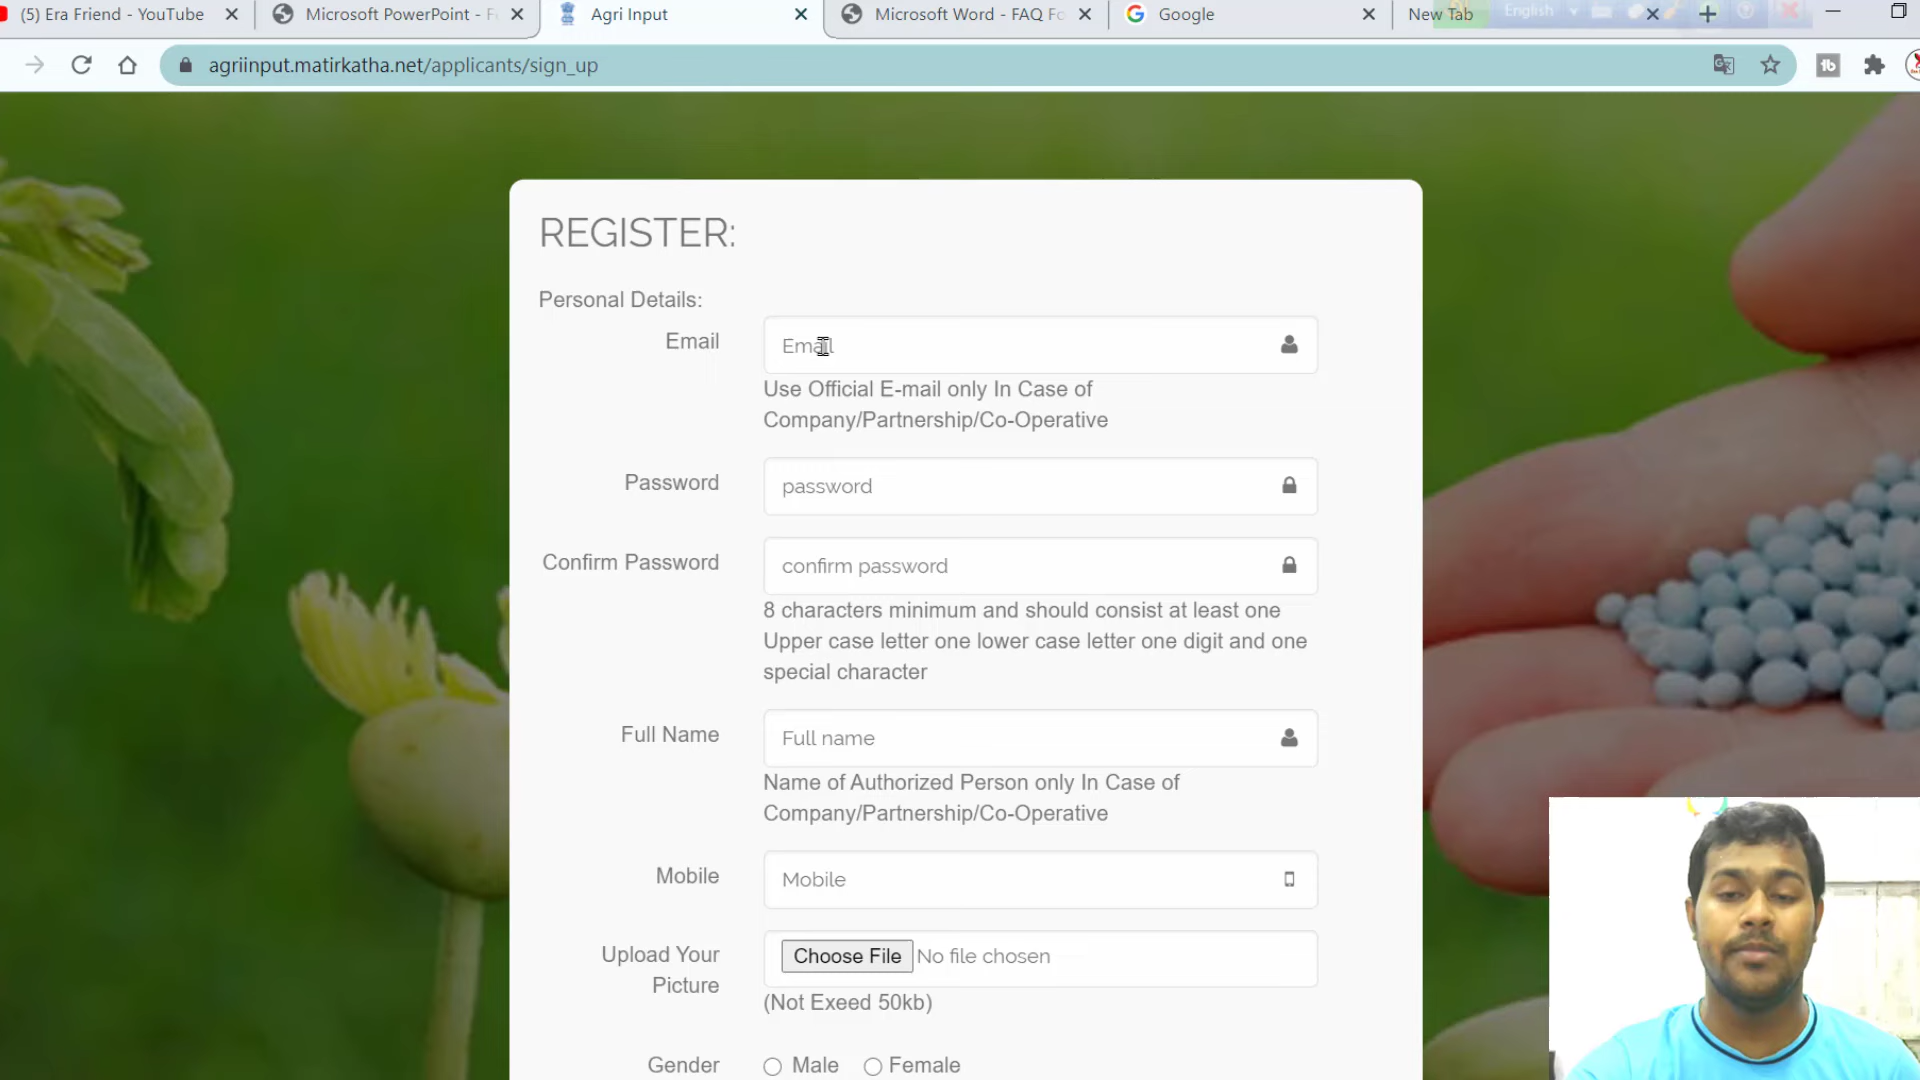 (5) Era Friend - YouTube
Microsoft PowerPoint - F
Agri Input
Microsoft Word - FAQ Fo
Google
New Tab
English
agriinput.matirkatha.net/applicants/sign_up
REGISTER:
Personal Details:
Email
Email
Use Official E-mail only In Case of
Company/Partnership/Co-Operative
Password
password
Confirm Password
confirm password
8 characters minimum and should consist at least one
Upper case letter one lower case letter one digit and one
special character
Full Name
Full name
Name of Authorized Person only In Case of
Company/Partnership/Co-Operative
Mobile
Mobile
Upload Your
Picture
Choose File No file chosen
(Not Exeed 50kb)
Gender
Male
Female